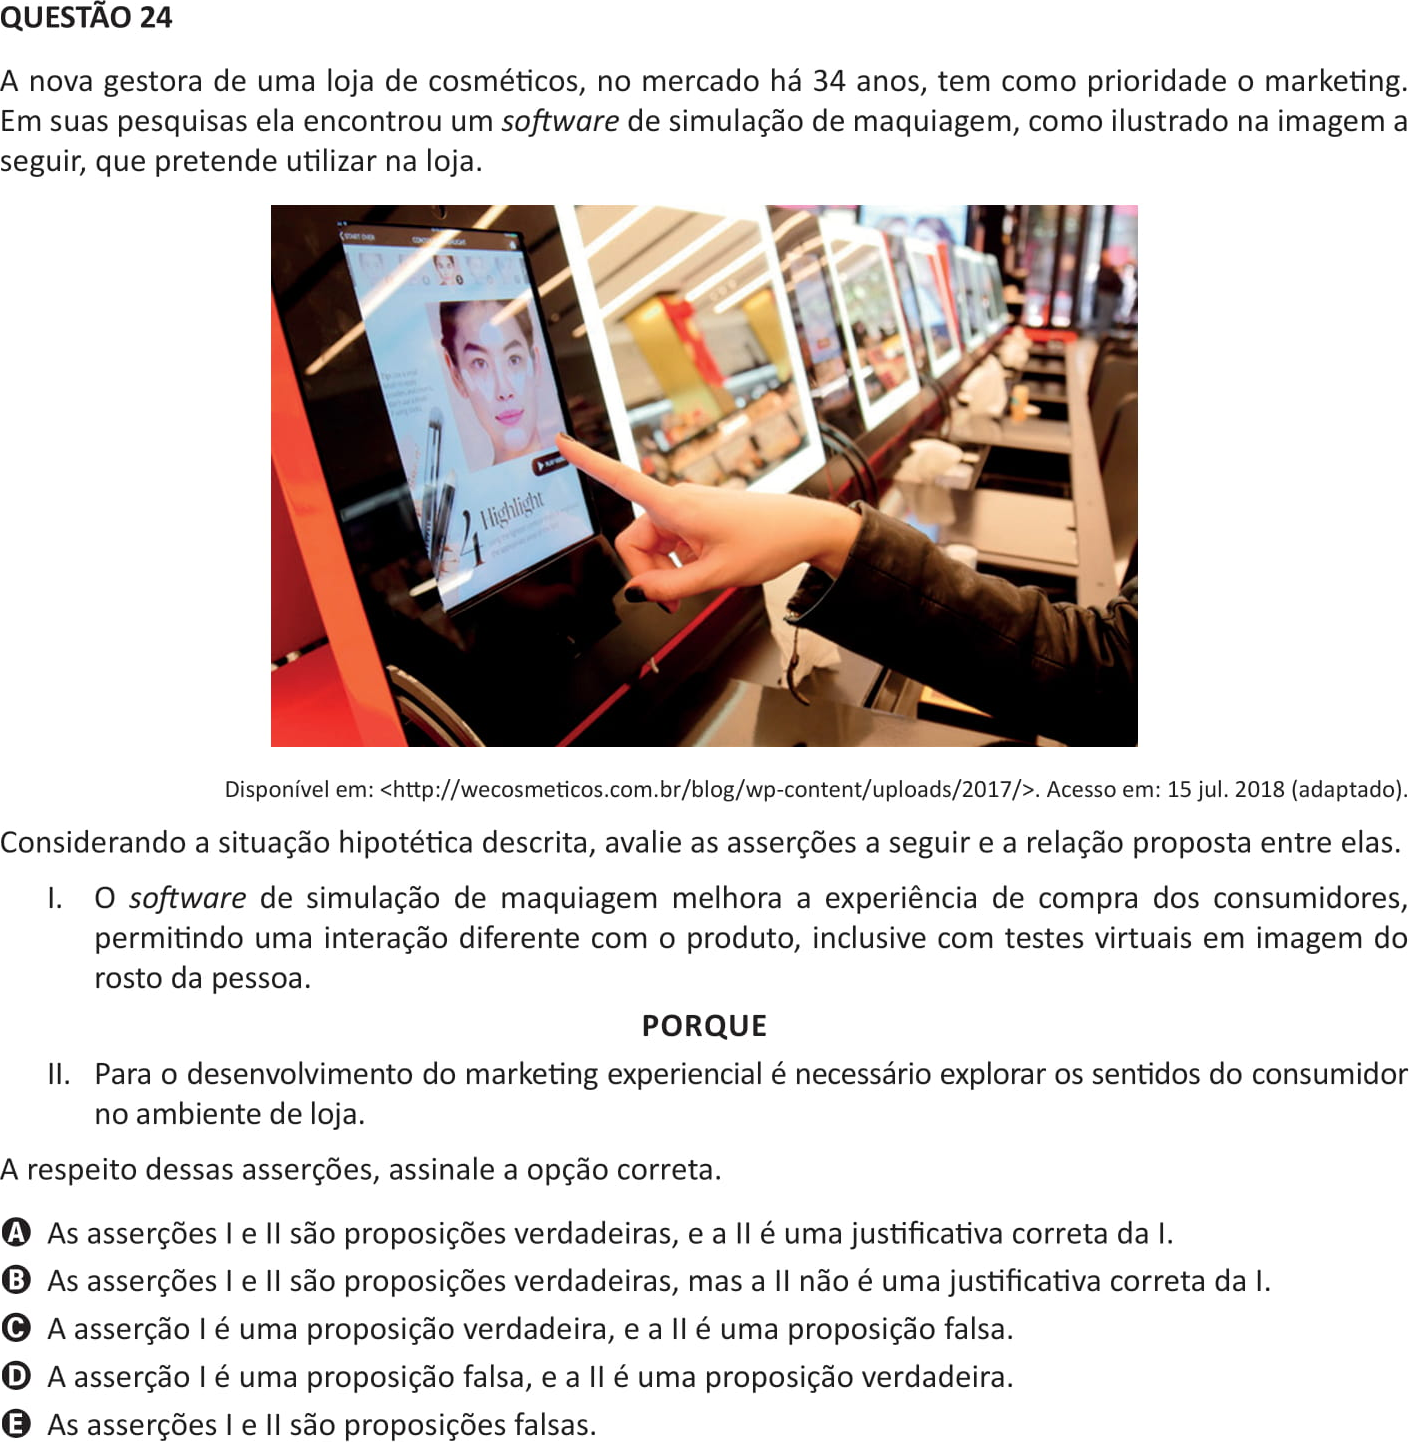 QUESTÃO 24
A nova gestora de uma loja de cosméticos, no mercado há 34 anos, tem como prioridade o marketing.
Em suas pesquisas ela encontrou um software de simulação de maquiagem, como ilustrado na imagem a
seguir, que pretende utilizar na loja.
START OVER
4 Highlight
Disponível em: <http://wecosmeticos.com.br/blog/wp-content/uploads/2017/>. Acesso em: 15 jul. 2018 (adaptado).
Considerando a situação hipotética descrita, avalie as asserções a seguir e a relação proposta entre elas.
I. O software de simulação de maquiagem melhora a experiência de compra dos consumidores,
permitindo uma interação diferente com o produto, inclusive com testes virtuais em imagem do
rosto da pessoa.
PORQUE
II. Para o desenvolvimento do marketing experiencial é necessário explorar os sentidos do consumidor
no ambiente de loja.
A respeito dessas asserções, assinale a opção correta.
A As asserções I e II são proposições verdadeiras, e a II é uma justificativa correta da I.
B As asserções I e II são proposições verdadeiras, mas a II não é uma justificativa correta da I.
C A asserção I é uma proposição verdadeira, e a II é uma proposição falsa.
D A asserção I é uma proposição falsa, e a II é uma proposição verdadeira.
E As asserções I e II são proposições falsas.